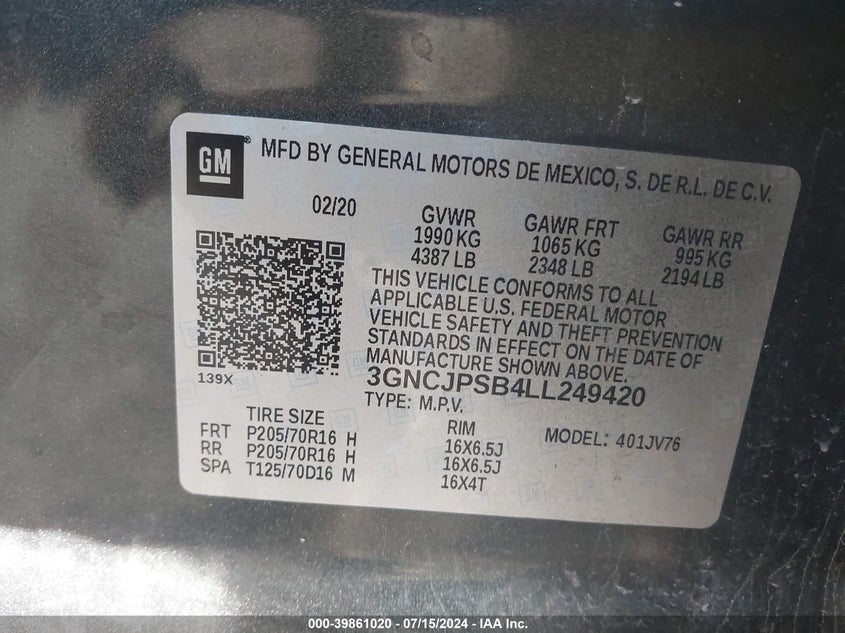 GM ® MFD BY GENERAL MOTORS DE MEXICO, S. DE R.L. DE C.V.
02/20
GVWR GAWR FRT GAWR RR
1990 KG 1065 KG 995 KG
4387 LB 2348 LB 2194 LB
THIS VEHICLE CONFORMS TO ALL
APPLICABLE U.S. FEDERAL MOTOR
VEHICLE SAFETY AND THEFT PREVENTION
STANDARDS IN EFFECT ON THE DATE OF
MANUFACTURE SHOWN ABOVE.
139X
3GNCJPSB4LL249420
TYPE: M.P.V.
TIRE SIZE RIM MODEL: 401JV76
FRT P205/70R16 H 16X6.5J
RR P205/70R16 H 16X6.5J
SPA T125/70D16 M 16X4T
000-39861020 - 07/15/2024 - IAA Inc.